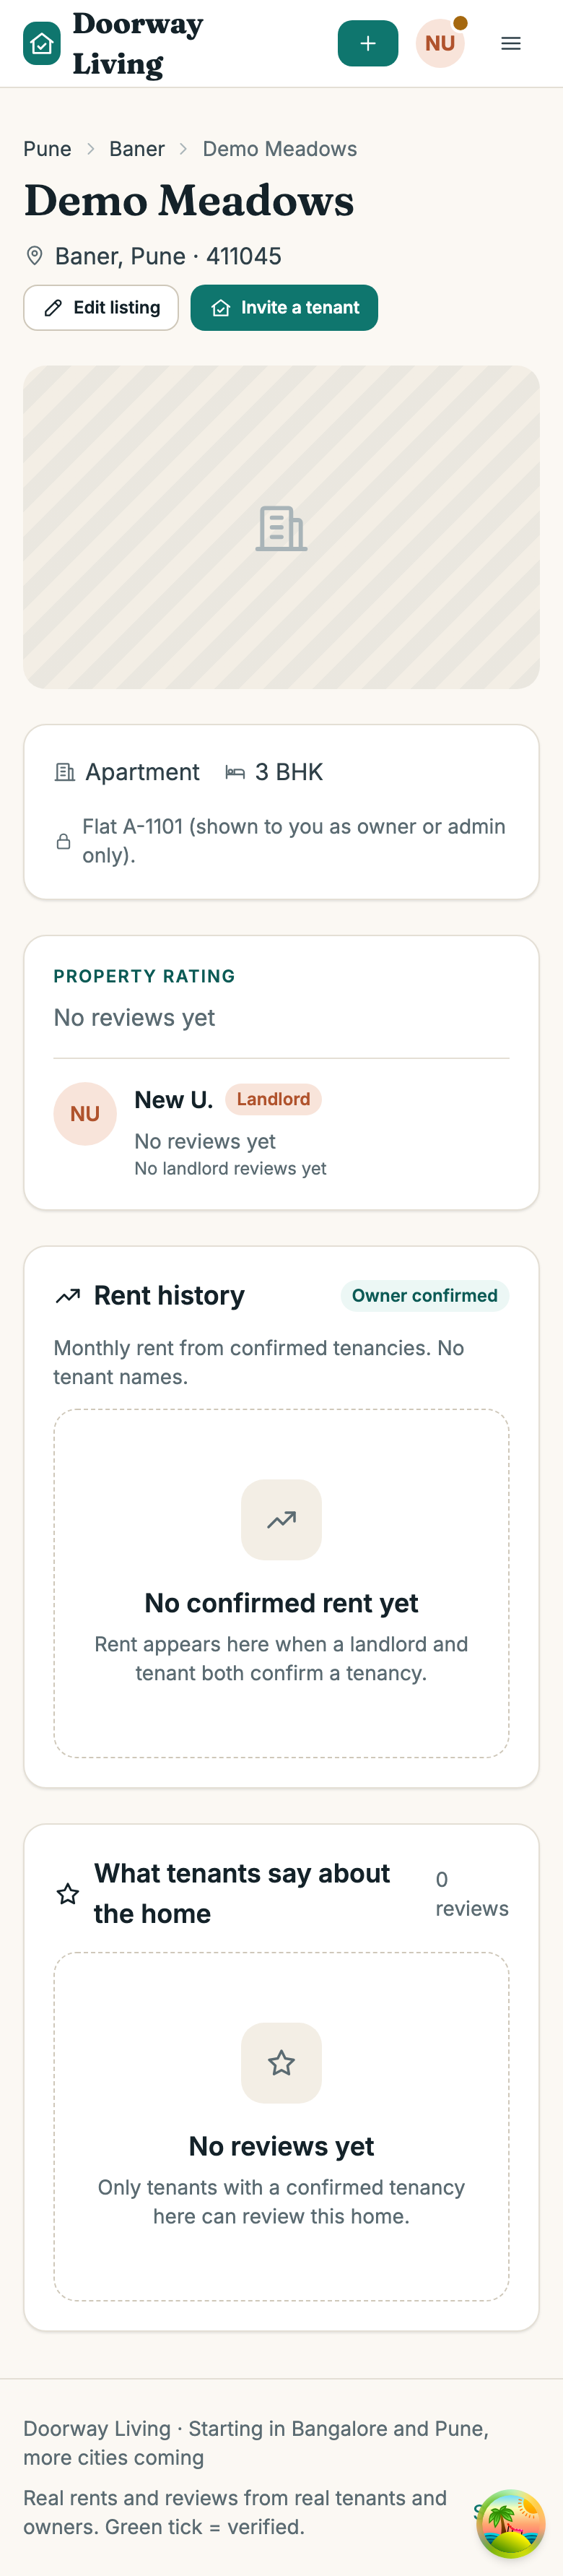 Doorway
Living
NU
Pune > Baner > Demo Meadows
Demo Meadows
Baner, Pune · 411045
Edit listing
Invite a tenant
Apartment
3 BHK
Flat A-1101 (shown to you as owner or admin
only).
PROPERTY RATING
No reviews yet
NU
New U.
Landlord
No reviews yet
No landlord reviews yet
Rent history
Owner confirmed
Monthly rent from confirmed tenancies. No
tenant names.
No confirmed rent yet
Rent appears here when a landlord and
tenant both confirm a tenancy.
What tenants say about
the home
0
reviews
No reviews yet
Only tenants with a confirmed tenancy
here can review this home.
Doorway Living · Starting in Bangalore and Pune,
more cities coming
Real rents and reviews from real tenants and
owners. Green tick = verified.